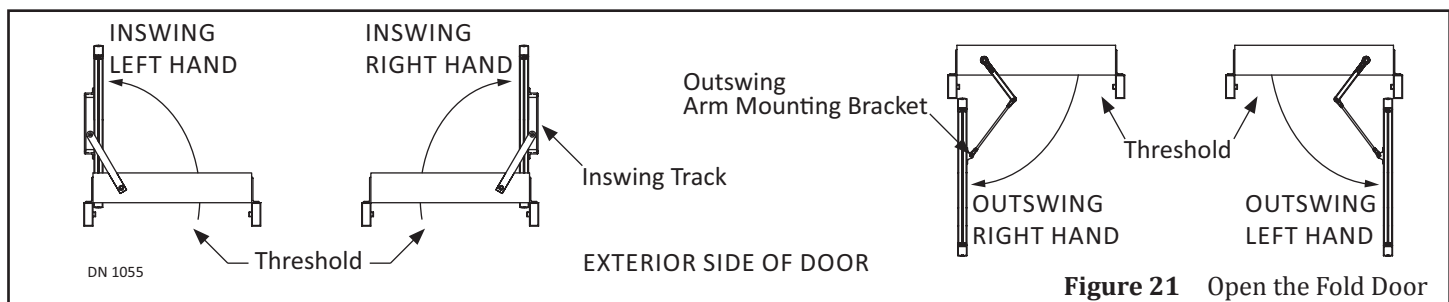 INSWING
LEFT HAND
INSWING
RIGHT HAND
Outswing
Arm Mounting Bracket
Inswing Track
Threshold
Threshold
OUTSWING
RIGHT HAND
OUTSWING
LEFT HAND
DN 1055
EXTERIOR SIDE OF DOOR
Figure 21 Open the Fold Door